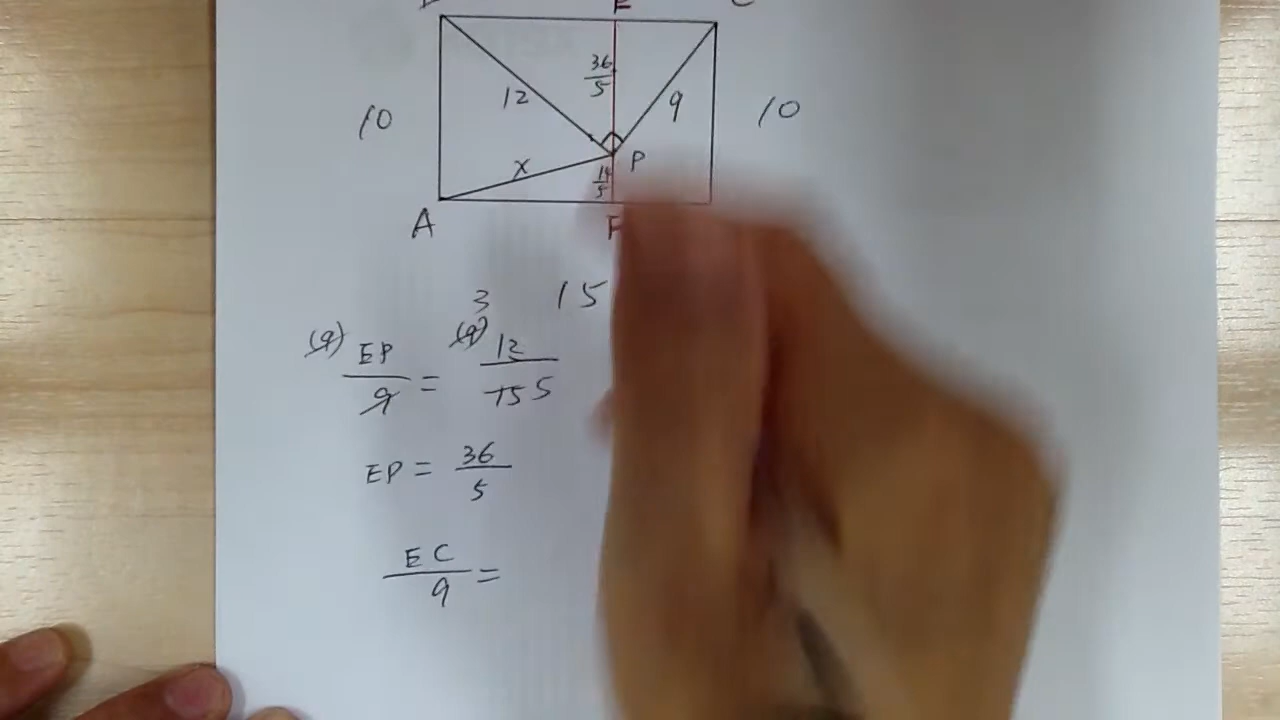 36/5
12
9
10
10
x
P
14/5
A
F
15
3
(9) EP/9 = (9) 12/15 5
EP = 36/5
EC/9 =